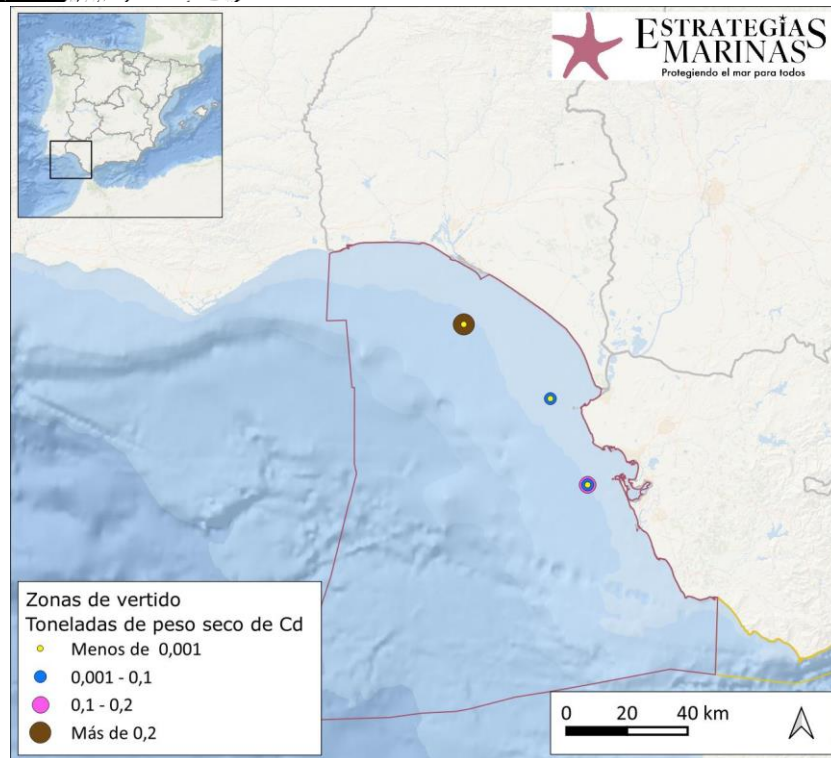 ESTRATEGIAS
MARINAS
Protegiendo el mar para todos
Zonas de vertido
Toneladas de peso seco de Cd
Menos de 0,001
0,001 - 0,1
0,1 - 0,2
Más de 0,2
0 20 40 km